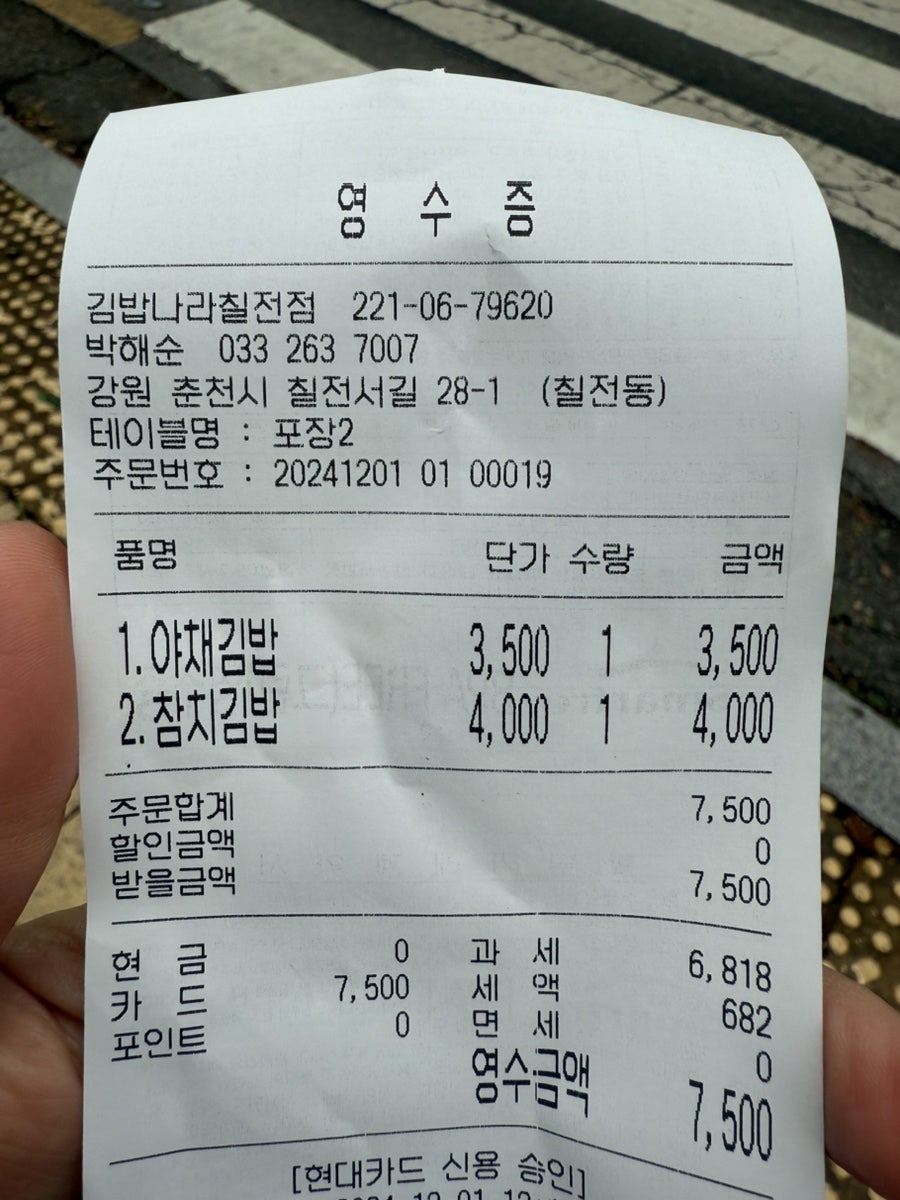 영 수 증
김밥나라칠전점 221-06-79620
박해순 033 263 7007
강원 춘천시 칠전서길 28-1 (칠전동)
테이블명 : 포장2
주문번호 : 20241201 01 00019
품명 단가 수량 금액
1.야채김밥 3,500 1 3,500
2.참치김밥 4,000 1 4,000
주문합계 7,500
할인금액 0
받을금액 7,500
현 금 0 과 세 6,818
카 드 7,500 세 액 682
포인트 0 면 세 0
영수금액 7,500
[현대카드 신용 승인]